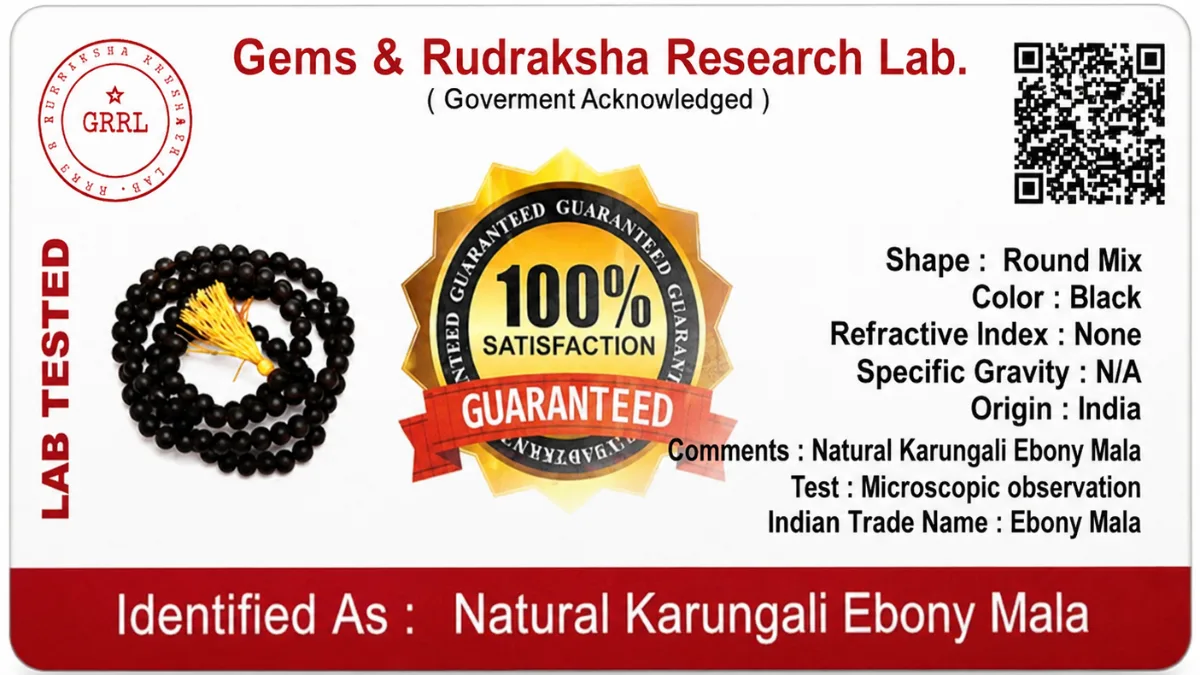 Gems & Rudraksha Research Lab.
( Goverment Acknowledged )
GRRL
LAB TESTED
GUARANTEED GUARANTEED
100%
SATISFACTION
GUARANTEED
Shape : Round Mix
Color : Black
Refractive Index : None
Specific Gravity : N/A
Origin : India
Comments : Natural Karungali Ebony Mala
Test : Microscopic observation
Indian Trade Name : Ebony Mala
Identified As : Natural Karungali Ebony Mala